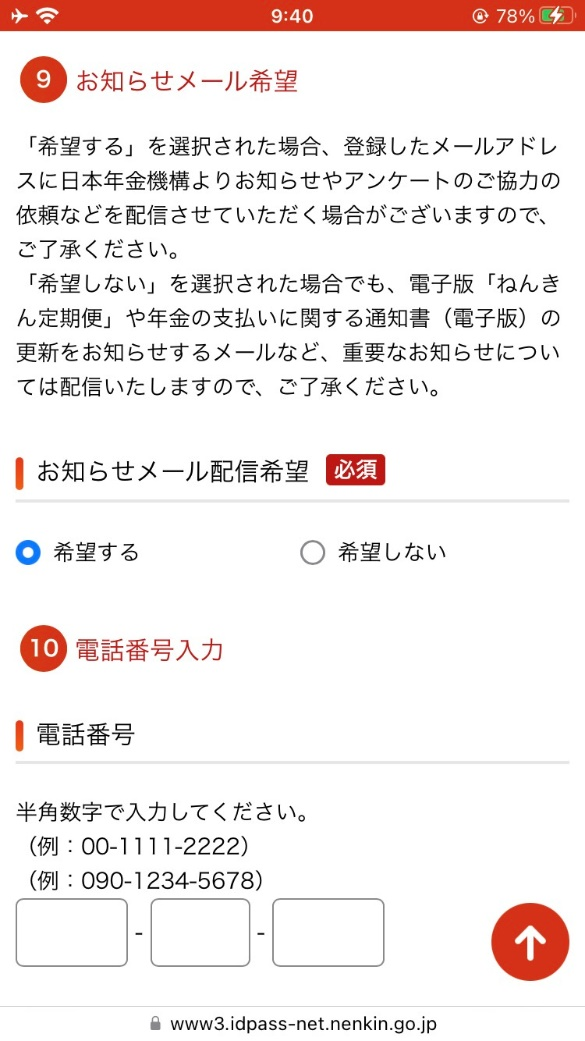 9:40
78%
9 お知らせメール希望
「希望する」を選択された場合、登録したメールアドレ
スに日本年金機構よりお知らせやアンケートのご協力の
依頼などを配信させていただく場合がございますので、
ご了承ください。
「希望しない」を選択された場合でも、電子版「ねんき
ん定期便」や年金の支払いに関する通知書（電子版）の
更新をお知らせするメールなど、重要なお知らせについ
ては配信いたしますので、ご了承ください。
お知らせメール配信希望 必須
希望する 希望しない
10 電話番号入力
電話番号
半角数字で入力してください。
（例：00-1111-2222）
（例：090-1234-5678）
- -
www3.idpass-net.nenkin.go.jp